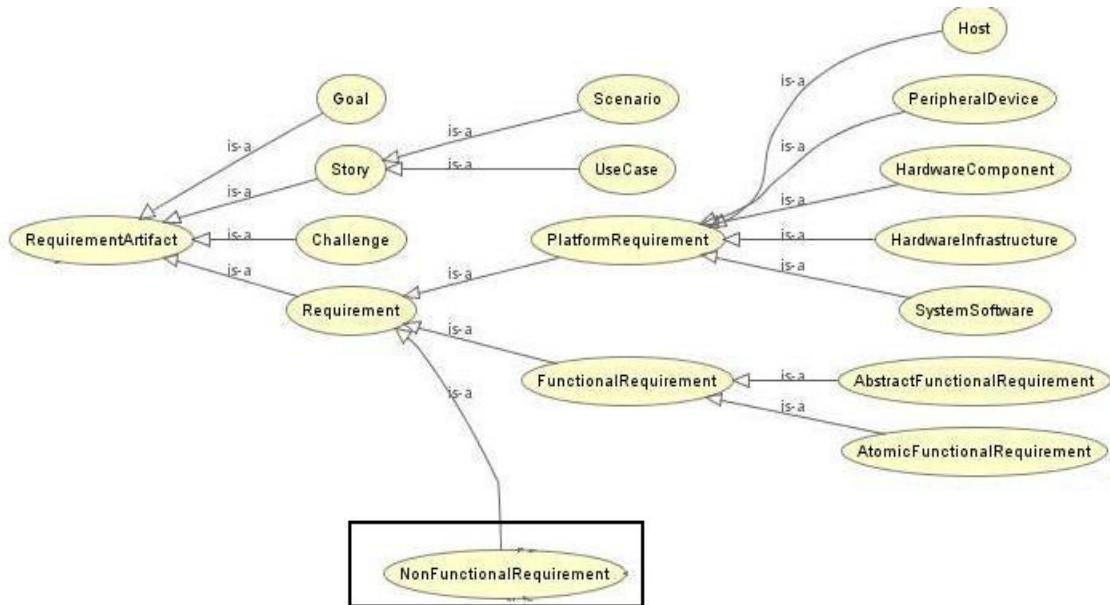 Host
is-a
Goal
Scenario
PeripheralDevice
is-a
is-a
is-a
Story
is-a
UseCase
HardwareComponent
is-a
is-a
RequirementArtifact
is-a
Challenge
PlatformRequirement
is-a
HardwareInfrastructure
is-a
is-a
is-a
Requirement
SystemSoftware
is-a
FunctionalRequirement
is-a
AbstractFunctionalRequirement
is-a
is-a
AtomicFunctionalRequirement
NonFunctionalRequirement